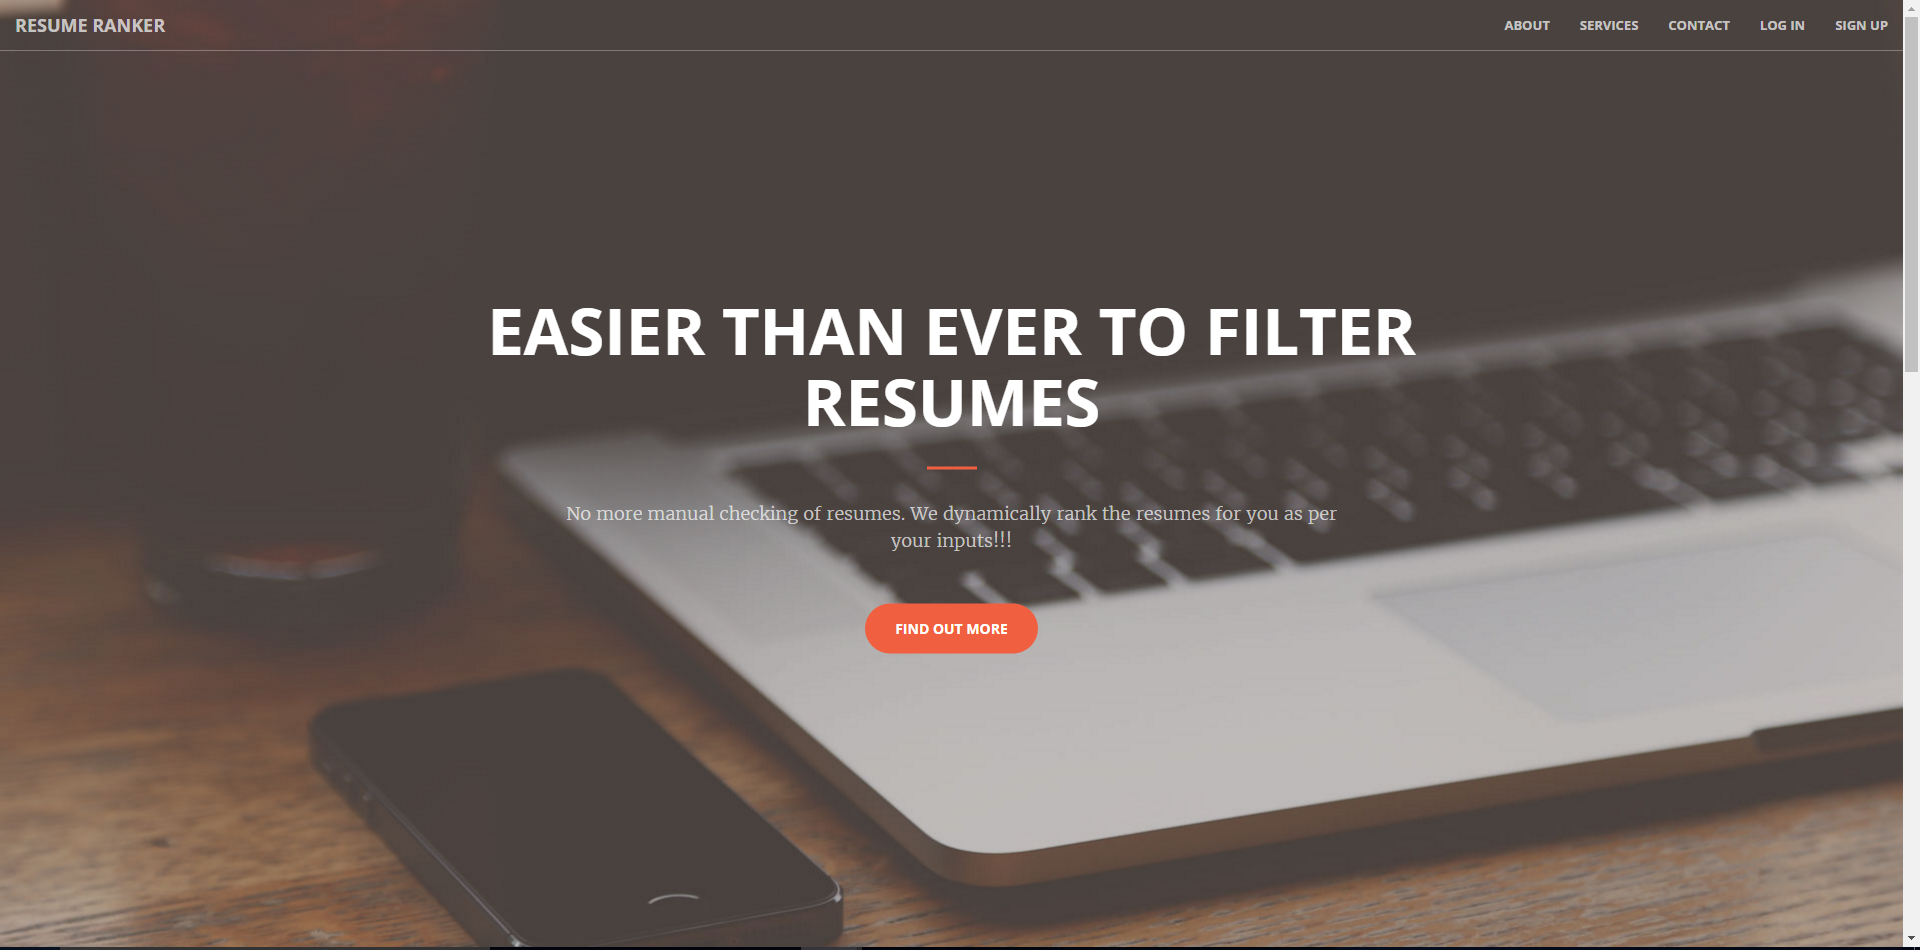 RESUME RANKER
ABOUT SERVICES CONTACT LOG IN SIGN UP
EASIER THAN EVER TO FILTER
RESUMES
No more manual checking of resumes. We dynamically rank the resumes for you as per
your inputs!!!
FIND OUT MORE